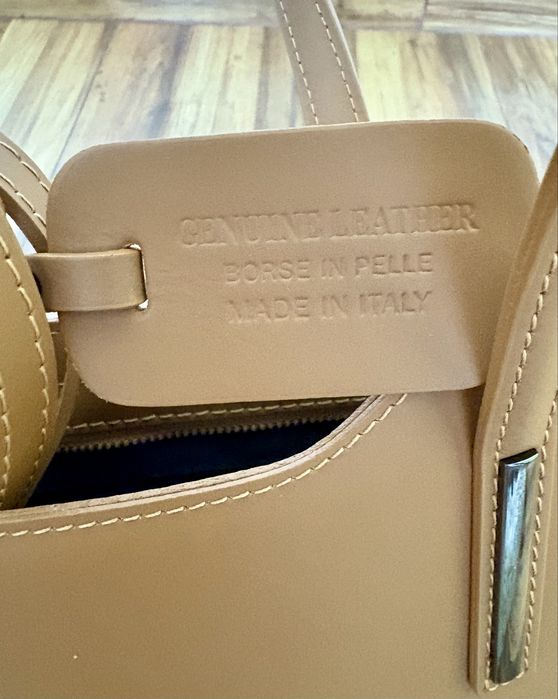 GENUINE LEATHER
BORSE IN PELLE
MADE IN ITALY